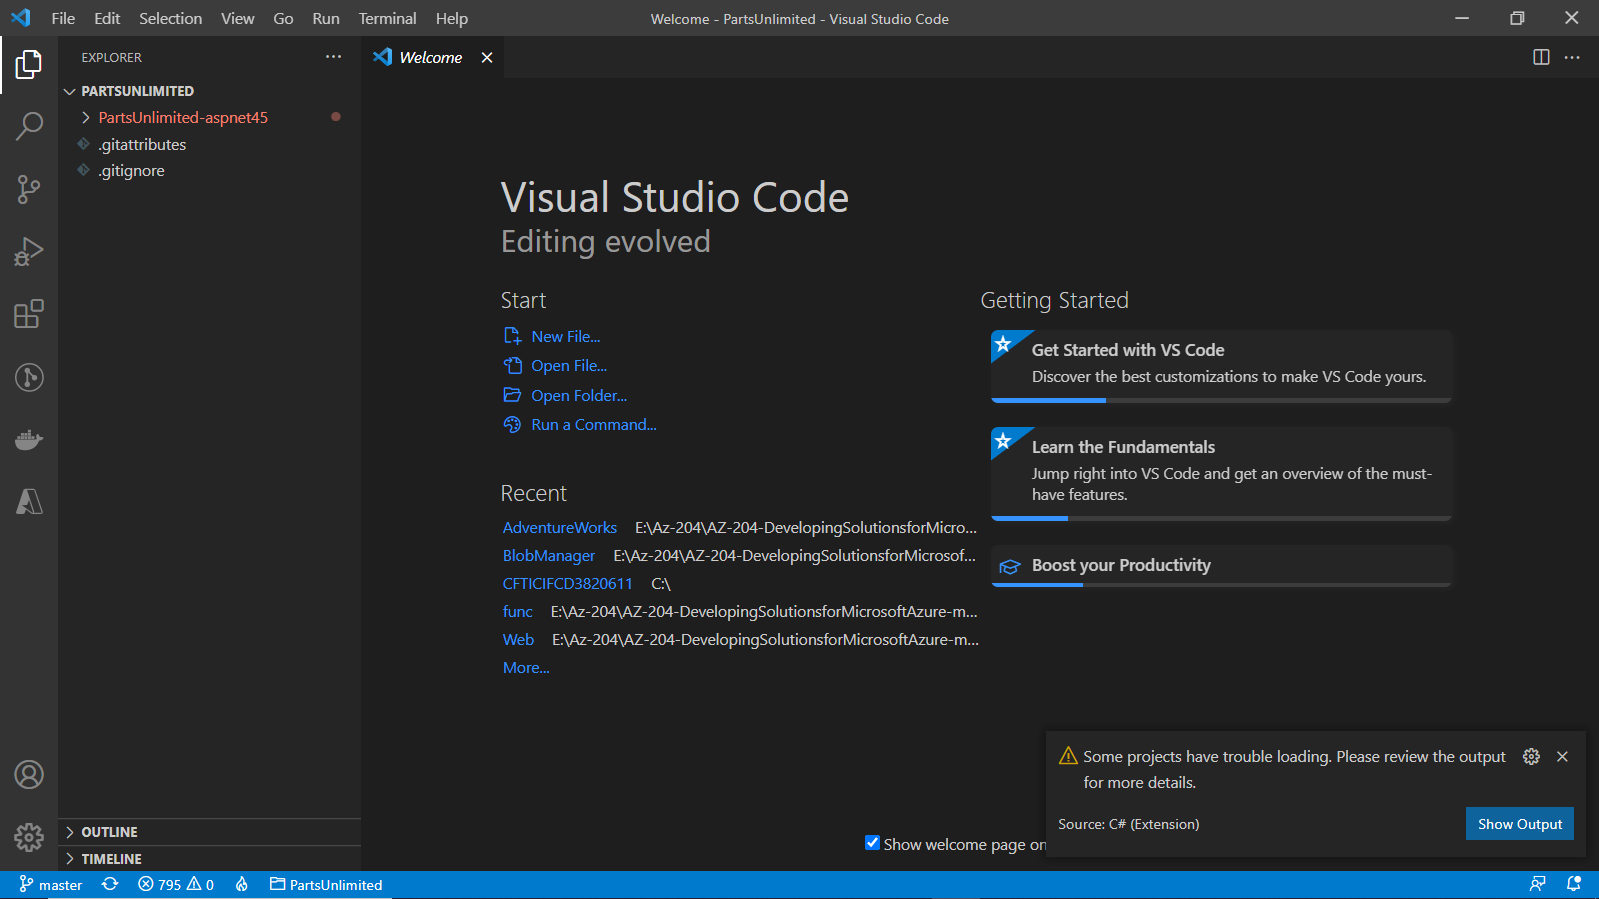 File Edit Selection View Go Run Terminal Help
Welcome - PartsUnlimited - Visual Studio Code
EXPLORER
PARTSUNLIMITED
PartsUnlimited-aspnet45
.gitattributes
.gitignore
OUTLINE
TIMELINE
Welcome
Visual Studio Code
Editing evolved
Start
New File...
Open File...
Open Folder...
Run a Command...
Recent
AdventureWorks E:\Az-204\AZ-204-DevelopingSolutionsforMicro...
BlobManager E:\Az-204\AZ-204-DevelopingSolutionsforMicrosof...
CFTICIFCD3820611 C:\
func E:\Az-204\AZ-204-DevelopingSolutionsforMicrosoftAzure-m...
Web E:\Az-204\AZ-204-DevelopingSolutionsforMicrosoftAzure-m...
More...
Getting Started
Get Started with VS Code
Discover the best customizations to make VS Code yours.
Learn the Fundamentals
Jump right into VS Code and get an overview of the must-
have features.
Boost your Productivity
Show welcome page on
Some projects have trouble loading. Please review the output
for more details.
Source: C# (Extension)
Show Output
master 795 0 PartsUnlimited